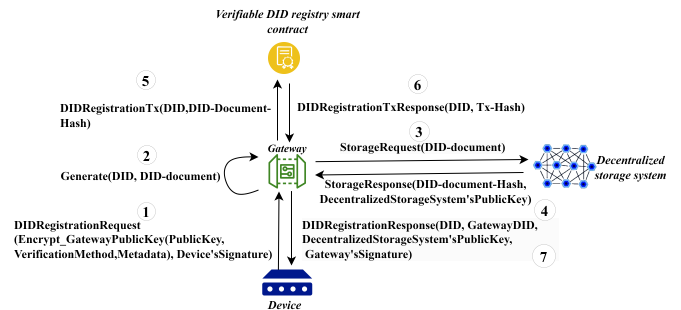 Verifiable DID registry smart
contract
5
6
DIDRegistrationTx(DID,DID-Document-
Hash)
DIDRegistrationTxResponse(DID, Tx-Hash)
3
2
Gateway
StorageRequest(DID-document)
Generate(DID, DID-document)
Decentralized
storage system
StorageResponse(DID-document-Hash,
DecentralizedStorageSystem'sPublicKey)
1
4
DIDRegistrationRequest
(Encrypt_GatewayPublicKey(PublicKey,
VerificationMethod,Metadata), Device'sSignature)
DIDRegistrationResponse(DID, GatewayDID,
DecentralizedStorageSystem'sPublicKey,
Gateway'sSignature)
7
Device